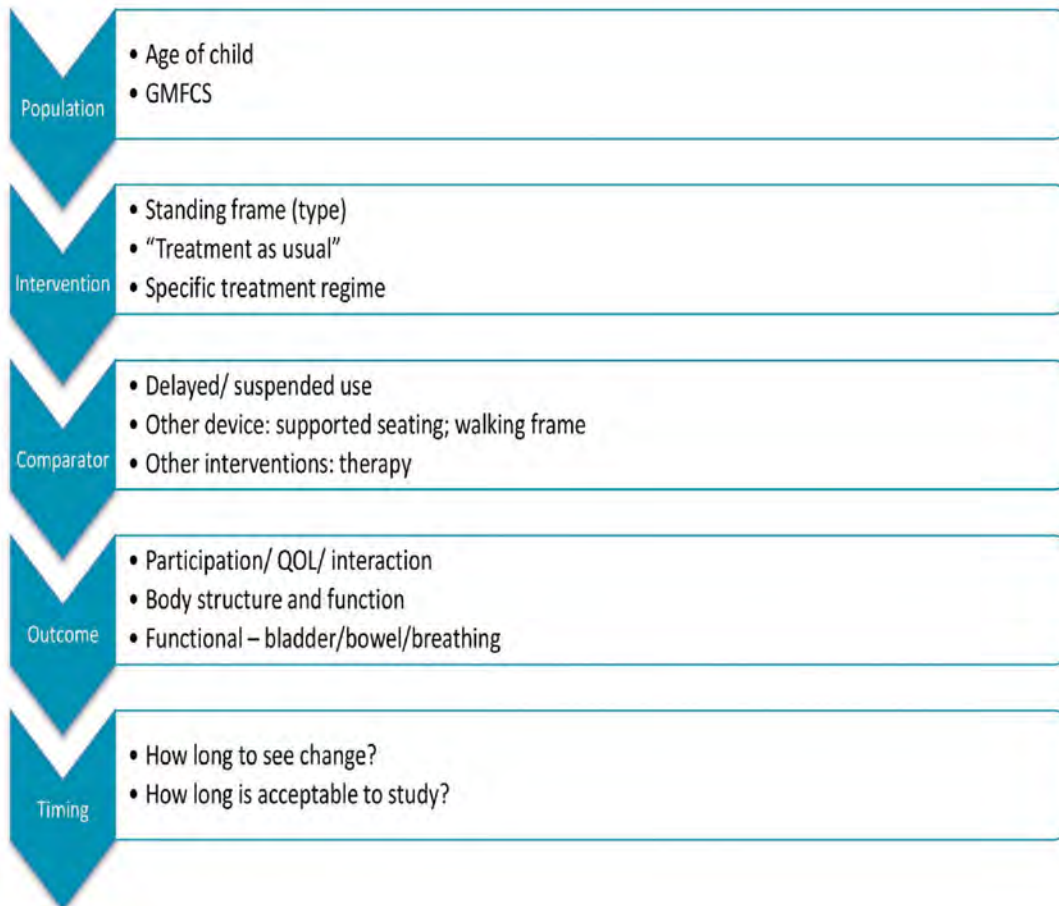 Population
• Age of child
• GMFCS
Intervention
• Standing frame (type)
• “Treatment as usual”
• Specific treatment regime
Comparator
• Delayed/ suspended use
• Other device: supported seating; walking frame
• Other interventions: therapy
Outcome
• Participation/ QOL/ interaction
• Body structure and function
• Functional – bladder/bowel/breathing
Timing
• How long to see change?
• How long is acceptable to study?